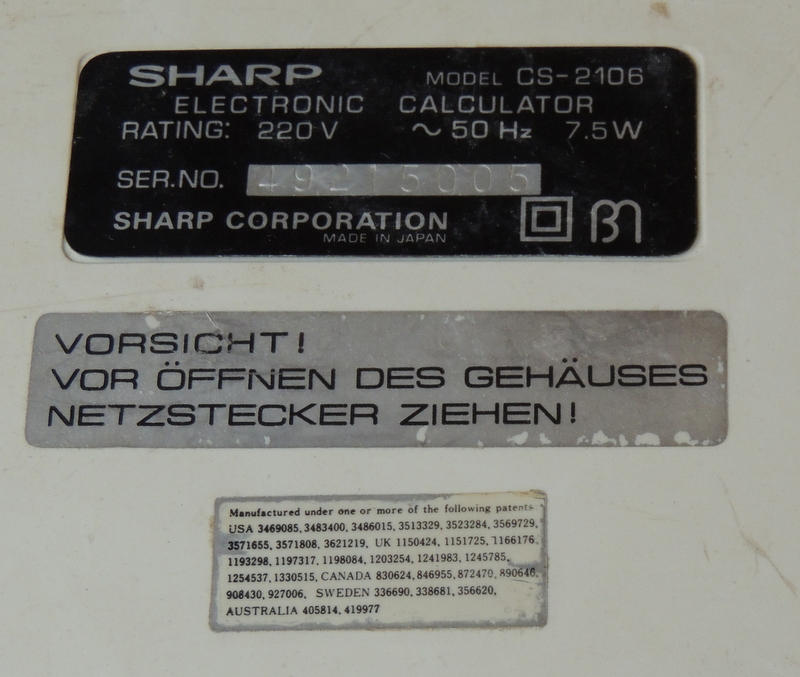 SHARP MODEL CS-2106
ELECTRONIC CALCULATOR
RATING: 220V ~ 50 Hz 7.5W
SER.NO. 49215005
SHARP CORPORATION
MADE IN JAPAN
VORSICHT!
VOR ÖFFNEN DES GEHÄUSES
NETZSTECKER ZIEHEN!
Manufactured under one or more of the following patents
USA 3469085, 3483400, 3486015, 3513329, 3523284, 3569729,
3571655, 3571808, 3621219, UK 1150424, 1151725, 1166176,
1193298, 1197317, 1198084, 1203254, 1241983, 1245785,
1254537, 1330515, CANADA 830624, 846955, 872470, 890646,
908430, 927006, SWEDEN 336690, 338681, 356620,
AUSTRALIA 405814, 419977